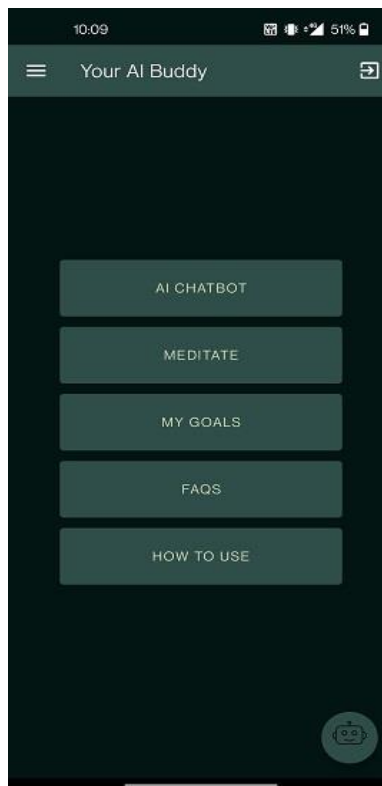 10:09 51%
Your AI Buddy
AI CHATBOT
MEDITATE
MY GOALS
FAQS
HOW TO USE